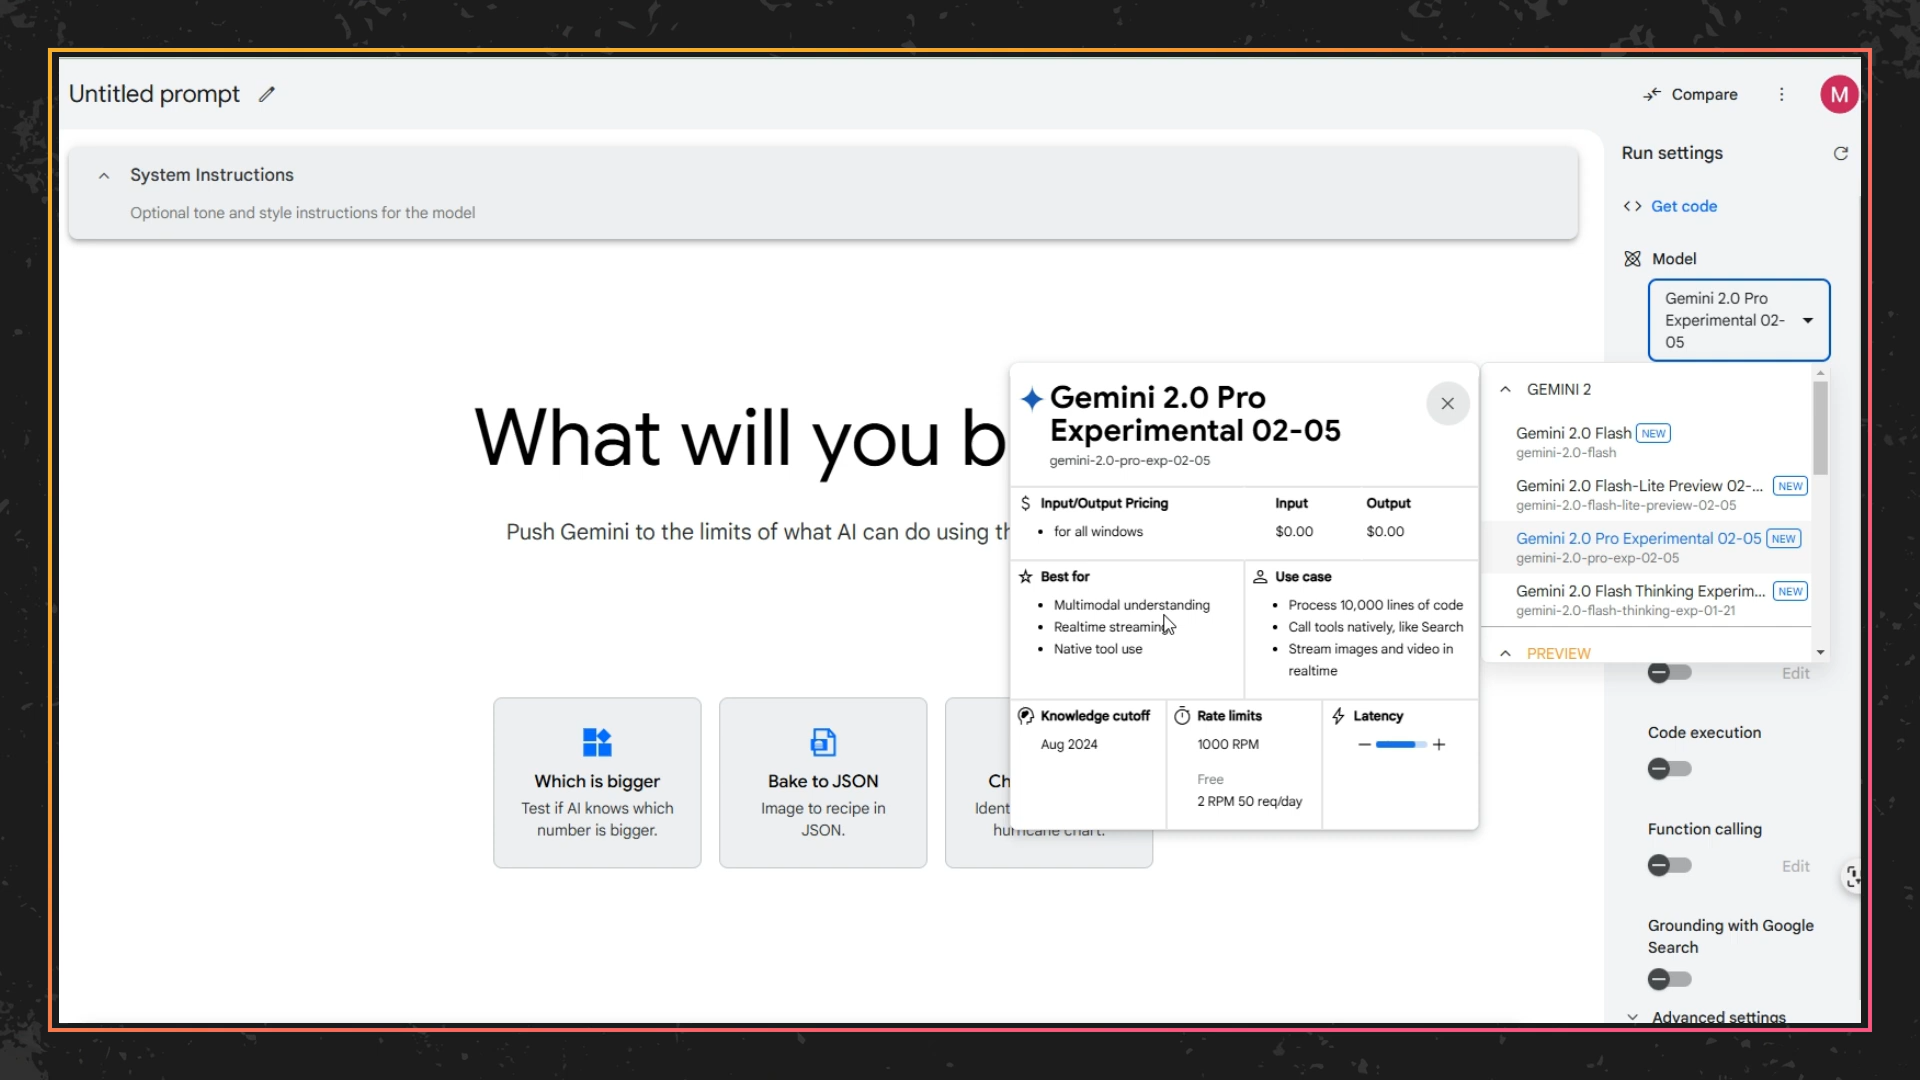 Untitled prompt
Compare
M
System Instructions
Optional tone and style instructions for the model
What will you b
Push Gemini to the limits of what AI can do using th
Which is bigger
Test if AI knows which
number is bigger.
Bake to JSON
Image to recipe in
JSON.
Ch
Ident
hurricane chart.
Gemini 2.0 Pro
Experimental 02-05
gemini-2.0-pro-exp-02-05
$ Input/Output Pricing Input Output
• for all windows $0.00 $0.00
Best for
• Multimodal understanding
• Realtime streaming
• Native tool use
Use case
• Process 10,000 lines of code
• Call tools natively, like Search
• Stream images and video in
realtime
Knowledge cutoff
Aug 2024
Rate limits
1000 RPM
Free
2 RPM 50 req/day
Latency
Run settings
<> Get code
Model
Gemini 2.0 Pro
Experimental 02-
05
GEMINI 2
Gemini 2.0 Flash NEW
gemini-2.0-flash
Gemini 2.0 Flash-Lite Preview 02-... NEW
gemini-2.0-flash-lite-preview-02-05
Gemini 2.0 Pro Experimental 02-05 NEW
gemini-2.0-pro-exp-02-05
Gemini 2.0 Flash Thinking Experim... NEW
gemini-2.0-flash-thinking-exp-01-21
PREVIEW
Edit
Code execution
Function calling
Edit
Grounding with Google
Search
Advanced settings